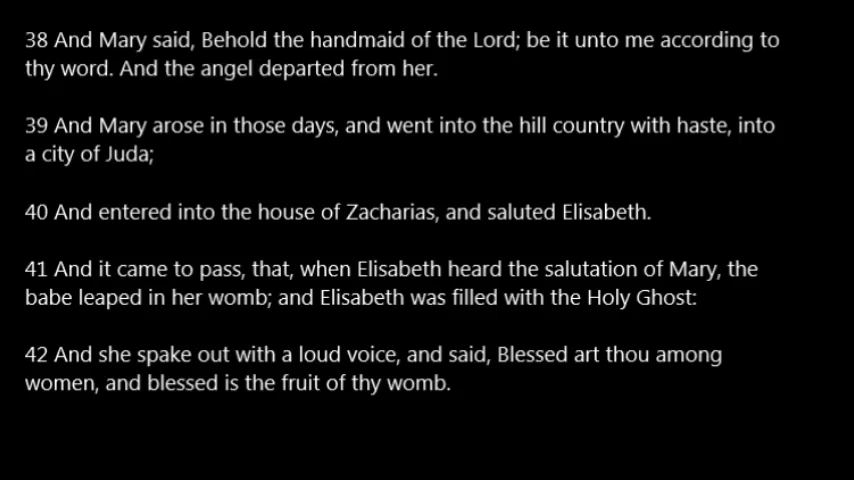 38 And Mary said, Behold the handmaid of the Lord; be it unto me according to
thy word. And the angel departed from her.
39 And Mary arose in those days, and went into the hill country with haste, into
a city of Juda;
40 And entered into the house of Zacharias, and saluted Elisabeth.
41 And it came to pass, that, when Elisabeth heard the salutation of Mary, the
babe leaped in her womb; and Elisabeth was filled with the Holy Ghost:
42 And she spake out with a loud voice, and said, Blessed art thou among
women, and blessed is the fruit of thy womb.